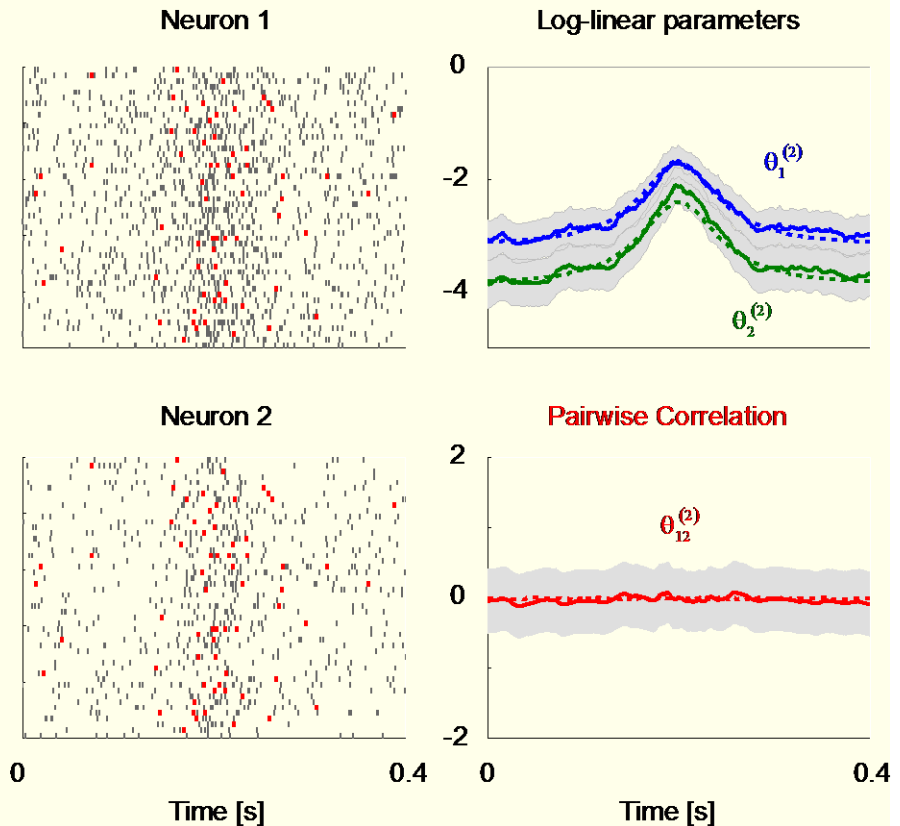 Neuron 1
Log-linear parameters
0
-2
-4
θ₁⁽²⁾
θ₂⁽²⁾
Neuron 2
Pairwise Correlation
2
0
-2
θ₁₂⁽²⁾
0
0.4
Time [s]
0
0.4
Time [s]